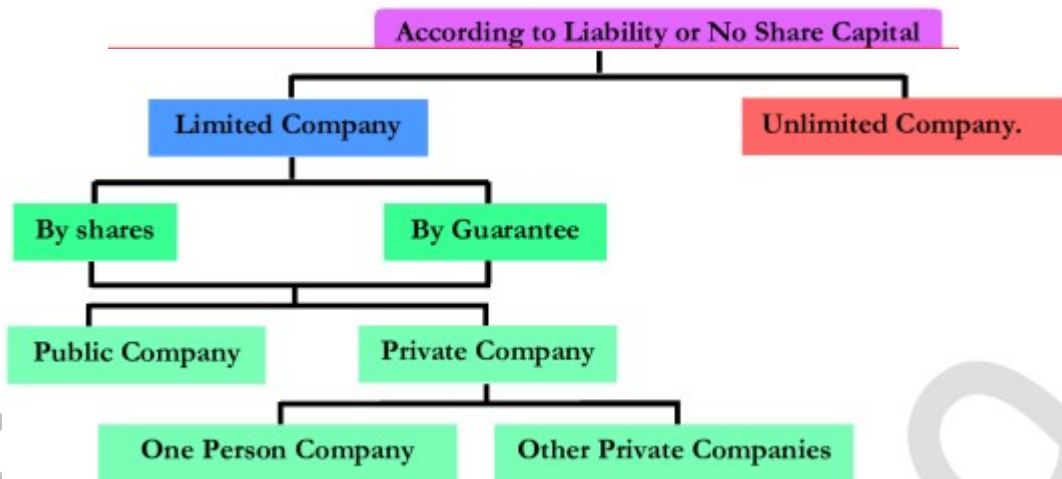 According to Liability or No Share Capital
Limited Company
Unlimited Company.
By shares
By Guarantee
Public Company
Private Company
One Person Company
Other Private Companies